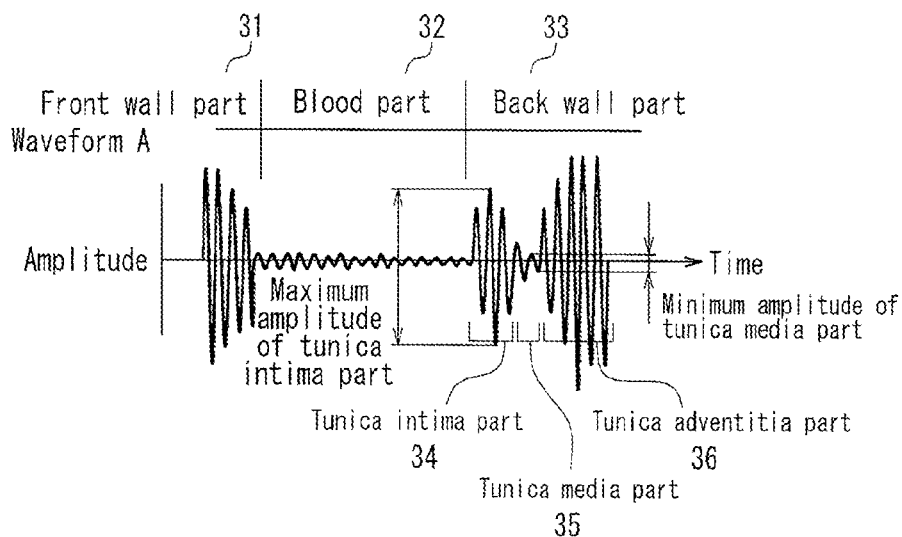 31
32
33
Front wall part
Blood part
Back wall part
Waveform A
Amplitude
Time
Maximum
amplitude
of tunica
intima part
Minimum amplitude of
tunica media part
Tunica intima part
34
Tunica adventitia part
36
Tunica media part
35